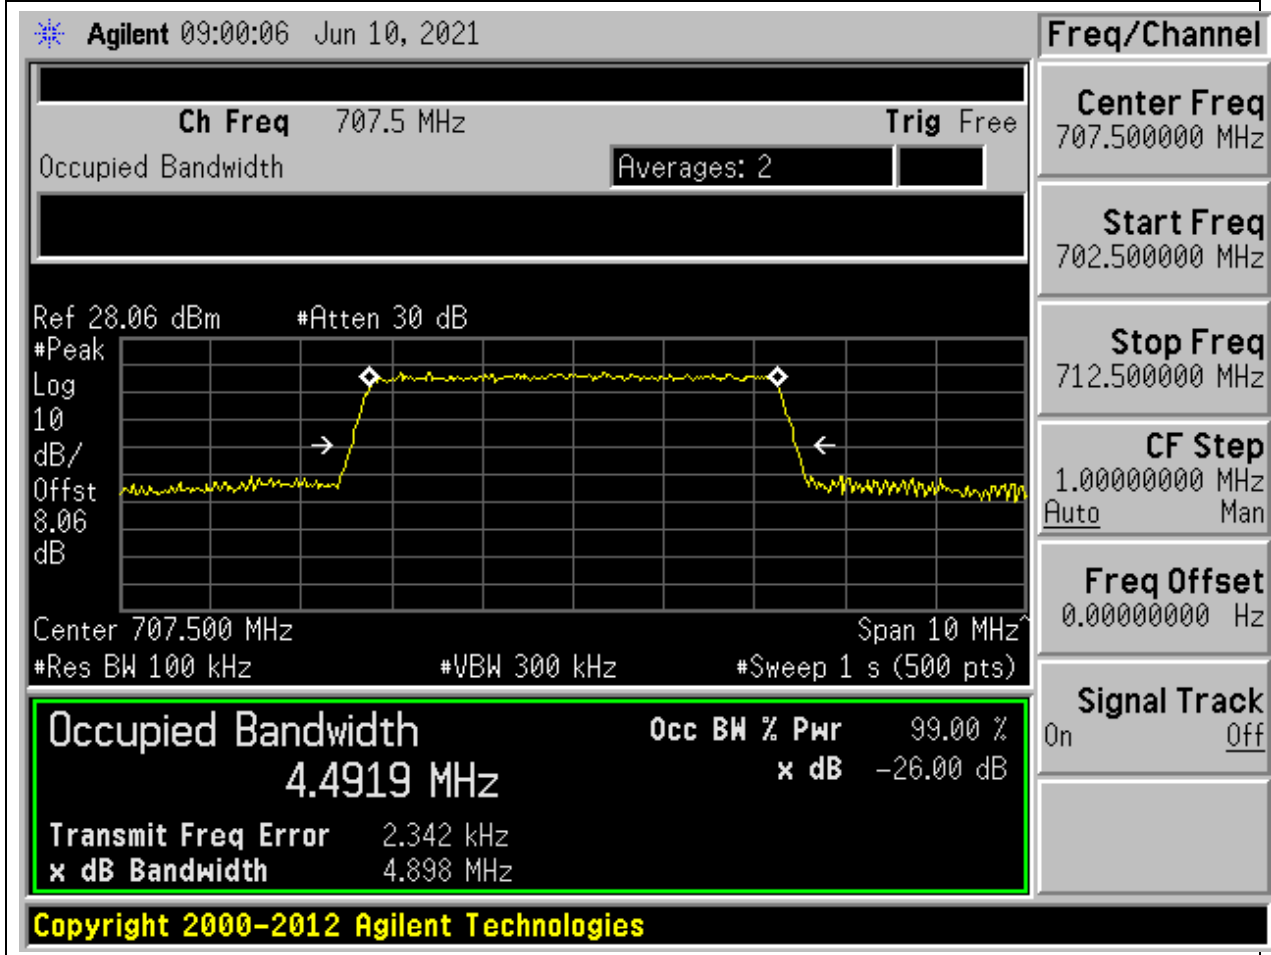 Agilent 09:00:06 Jun 10, 2021
Freq/Channel
Ch Freq 707.5 MHz Trig Free
Occupied Bandwidth Averages: 2
Ref 28.06 dBm #Atten 30 dB
#Peak
Log
10
dB/
Offst
8.06
dB
Center 707.500 MHz Span 10 MHz^
#Res BW 100 kHz #VBW 300 kHz #Sweep 1 s (500 pts)
Occupied Bandwidth Occ BW % Pwr 99.00 %
4.4919 MHz x dB -26.00 dB
Transmit Freq Error 2.342 kHz
x dB Bandwidth 4.898 MHz
Copyright 2000-2012 Agilent Technologies
Center Freq
707.500000 MHz
Start Freq
702.500000 MHz
Stop Freq
712.500000 MHz
CF Step
1.00000000 MHz
Auto Man
Freq Offset
0.00000000 Hz
Signal Track
On Off